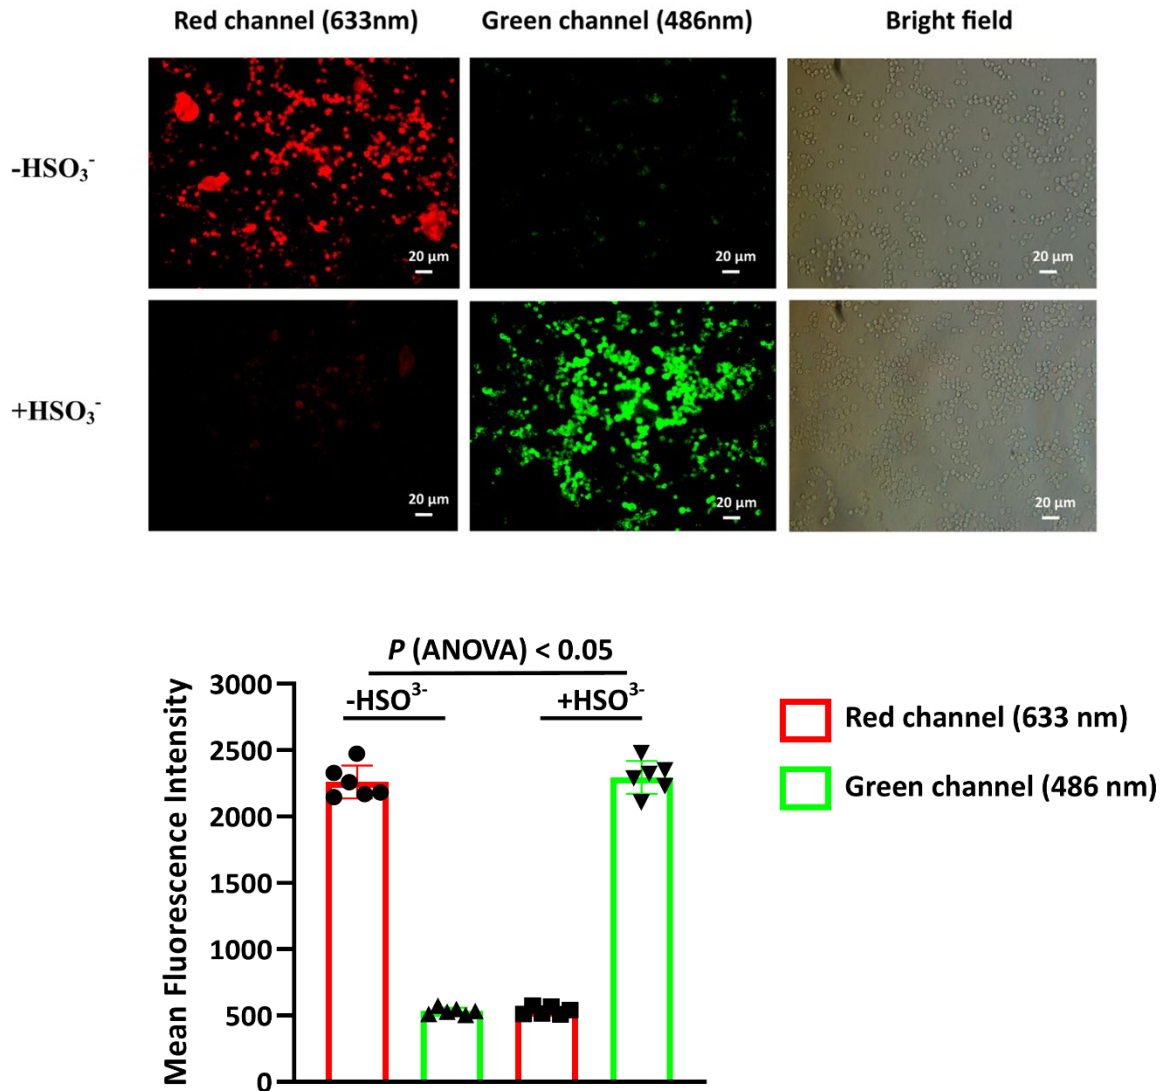 Red channel (633nm) Green channel (486nm) Bright field
-HSO₃⁻
20 µm 20 µm 20 µm
+HSO₃⁻
20 µm 20 µm 20 µm
P (ANOVA) < 0.05
-HSO³⁻ +HSO³⁻
Mean Fluorescence Intensity
3000
2500
2000
1500
1000
500
0
Red channel (633 nm)
Green channel (486 nm)